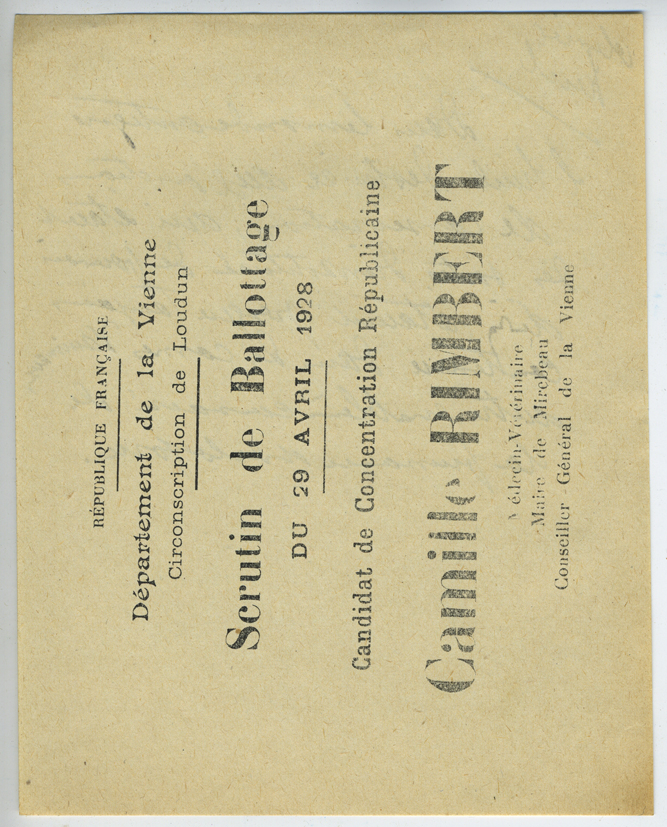 RÉPUBLIQUE FRANÇAISE
Département de la Vienne
Circonscription de Loudun
Scrutin de Ballottage
DU 29 AVRIL 1928
Candidat de Concentration Républicaine
Camille RIMBERT
Médecin-Vétérinaire
Maire de Mirebeau
Conseiller-Général de la Vienne